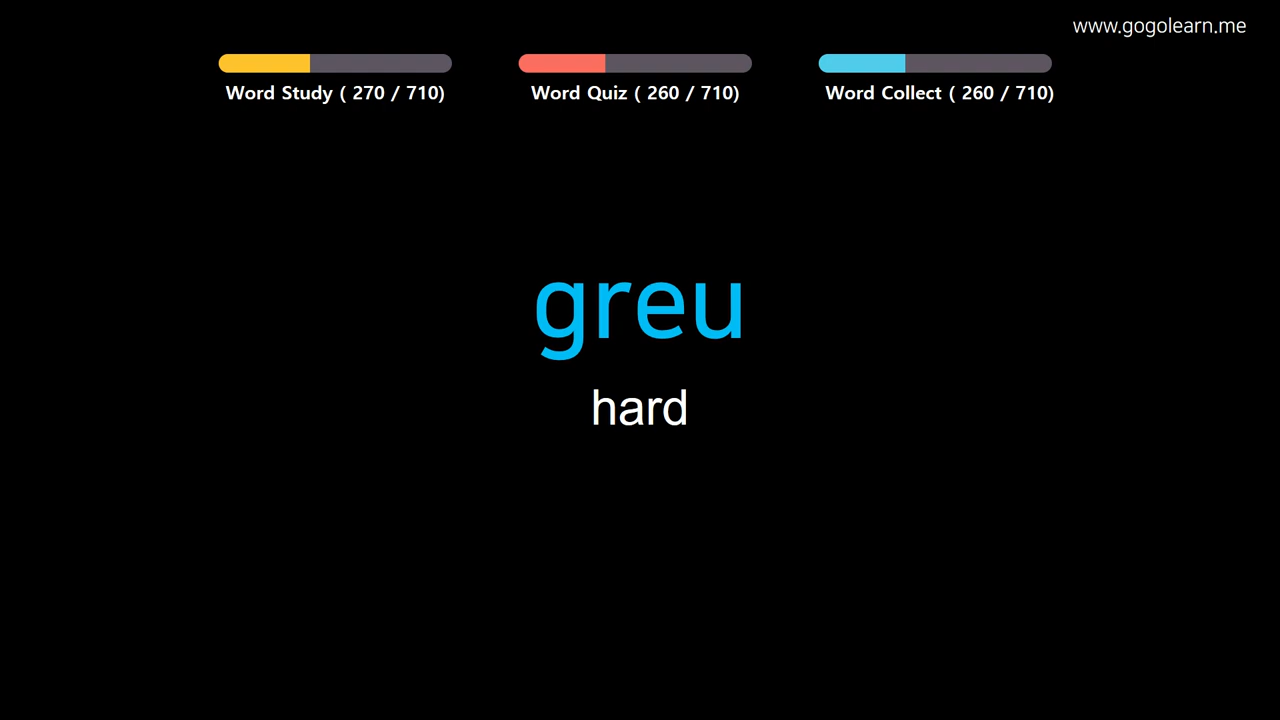 www.gogolearn.me
Word Study ( 270 / 710)
Word Quiz ( 260 / 710)
Word Collect ( 260 / 710)
greu
hard